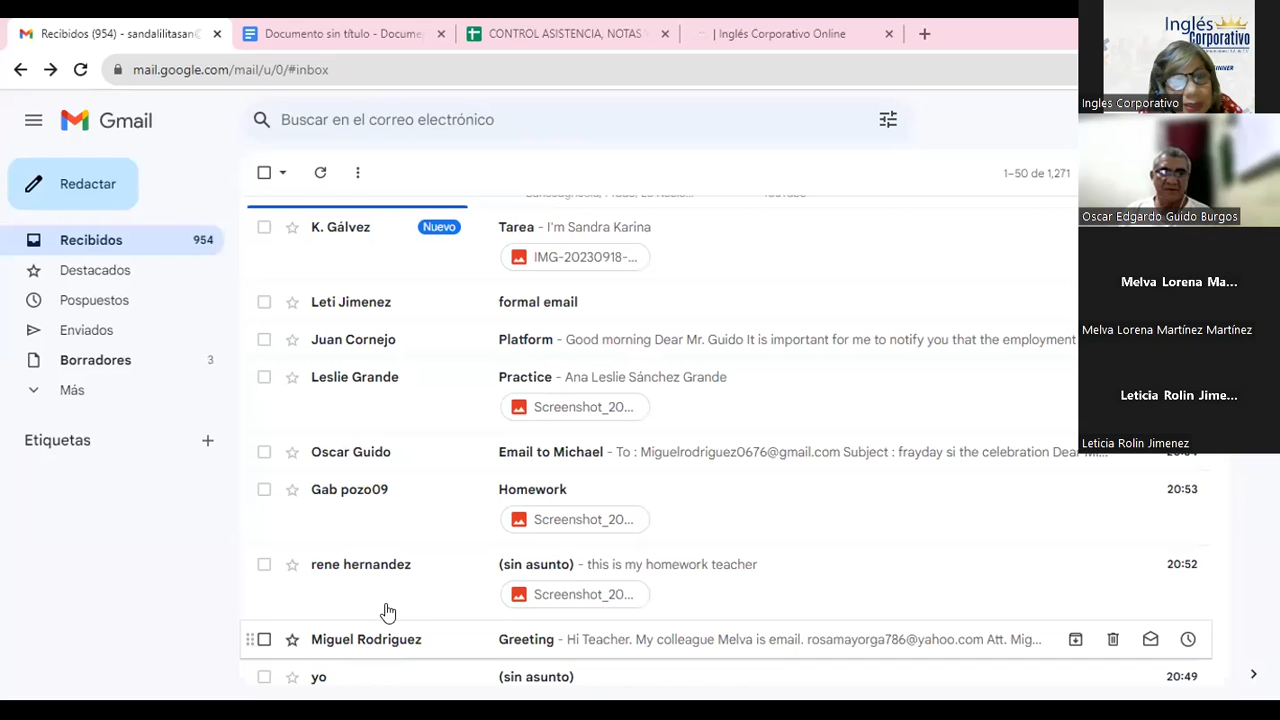 Recibidos (954) - sandalilitasan
Documento sin título - Docume
CONTROL ASISTENCIA, NOTAS
| Inglés Corporativo Online
mail.google.com/mail/u/0/#inbox
Gmail
Buscar en el correo electrónico
Redactar
1–50 de 1,271
Recibidos 954
Destacados
Pospuestos
Enviados
Borradores 3
Más
Etiquetas
K. Gálvez Nuevo Tarea - I'm Sandra Karina
IMG-20230918-...
Leti Jimenez formal email
Juan Cornejo Platform - Good morning Dear Mr. Guido It is important for me to notify you that the employment
Leslie Grande Practice - Ana Leslie Sánchez Grande
Screenshot_20...
Oscar Guido Email to Michael - To : Miguelrodriguez0676@gmail.com Subject : frayday si the celebration Dear
Gab pozo09 Homework 20:53
Screenshot_20...
rene hernandez (sin asunto) - this is my homework teacher 20:52
Screenshot_20...
Miguel Rodriguez Greeting - Hi Teacher. My colleague Melva is email. rosamayorga786@yahoo.com Att. Mig...
yo (sin asunto) 20:49
Inglés
Corporativo
Inglés Corporativo
Oscar Edgardo Guido Burgos
Melva Lorena Ma...
Melva Lorena Martínez Martínez
Leticia Rolin Jime...
Leticia Rolin Jimenez